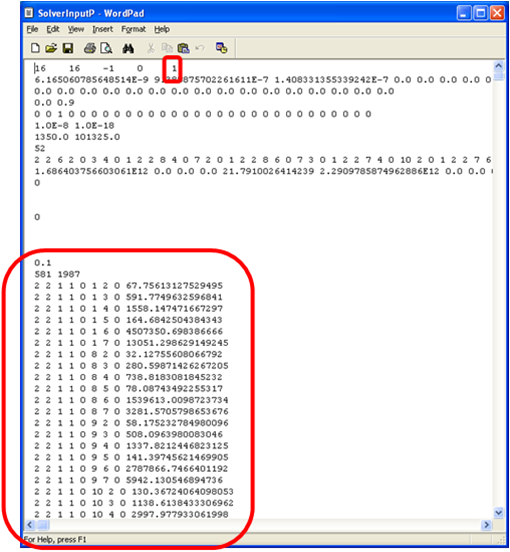 SolverInputP - WordPad
File Edit View Insert Format Help
16 16 -1 0 1
6.165060785648514E-9 1.408331355339242E-7 0.0 0.0 0.0 0.0
0.0 0.0 0.0 0.0 0.0 0.0 0.0 0.0 0.0 0.0 0.0 0.0 0.0 0.0 0.0 0.0 0.0
0.0 0.9
0 0 1 0 0 0 0 0 0 0 0 0 0 0 0 0 0 0 0 0 0 0 0 0 0 0 0 0 0 0
1.0E-8 1.0E-18
1350.0 101325.0
52
2 2 6 2 0 3 4 0 1 2 2 8 4 0 7 2 0 1 2 2 8 6 0 7 3 0 1 2 2 7 4 0 10 2 0 1 2 2 7 6
1.686403756603061E12 0.0 0.0 0.0 21.7910026414239 2.2909785874962886E12 0.0 0.0
0
0
0.1
581 1987
2 2 1 1 0 1 2 0 67.75613127529495
2 2 1 1 0 1 3 0 591.7749632596841
2 2 1 1 0 1 4 0 1558.147471667297
2 2 1 1 0 1 5 0 164.6842504384343
2 2 1 1 0 1 6 0 4507350.698386666
2 2 1 1 0 1 7 0 13051.298629149245
2 2 1 1 0 8 2 0 32.12755608066792
2 2 1 1 0 8 3 0 280.59871426267205
2 2 1 1 0 8 4 0 738.8183081845232
2 2 1 1 0 8 5 0 78.08743492255317
2 2 1 1 0 8 6 0 1539613.0098723734
2 2 1 1 0 8 7 0 3281.5705798653676
2 2 1 1 0 9 2 0 58.175232784980096
2 2 1 1 0 9 3 0 508.0963980083046
2 2 1 1 0 9 4 0 1337.8212446823125
2 2 1 1 0 9 5 0 141.39745621469905
2 2 1 1 0 9 6 0 2787866.7466401192
2 2 1 1 0 9 7 0 5942.130546894736
2 2 1 1 0 10 2 0 130.36724064098053
2 2 1 1 0 10 3 0 1138.6138433306962
2 2 1 1 0 10 4 0 2997.977933061998
For Help, press F1